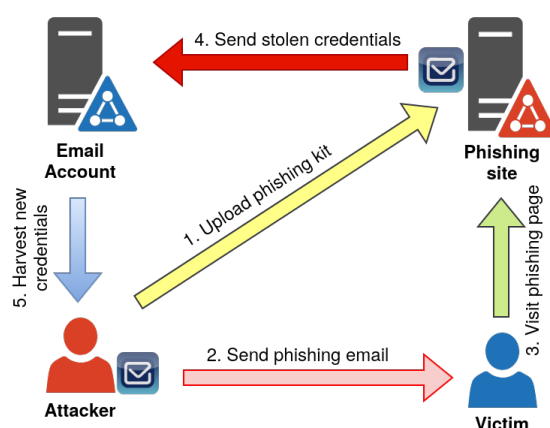 4. Send stolen credentials
Email
Account
Phishing
site
1. Upload phishing kit
5. Harvest new
credentials
3. Visit phishing page
2. Send phishing email
Attacker
Victim